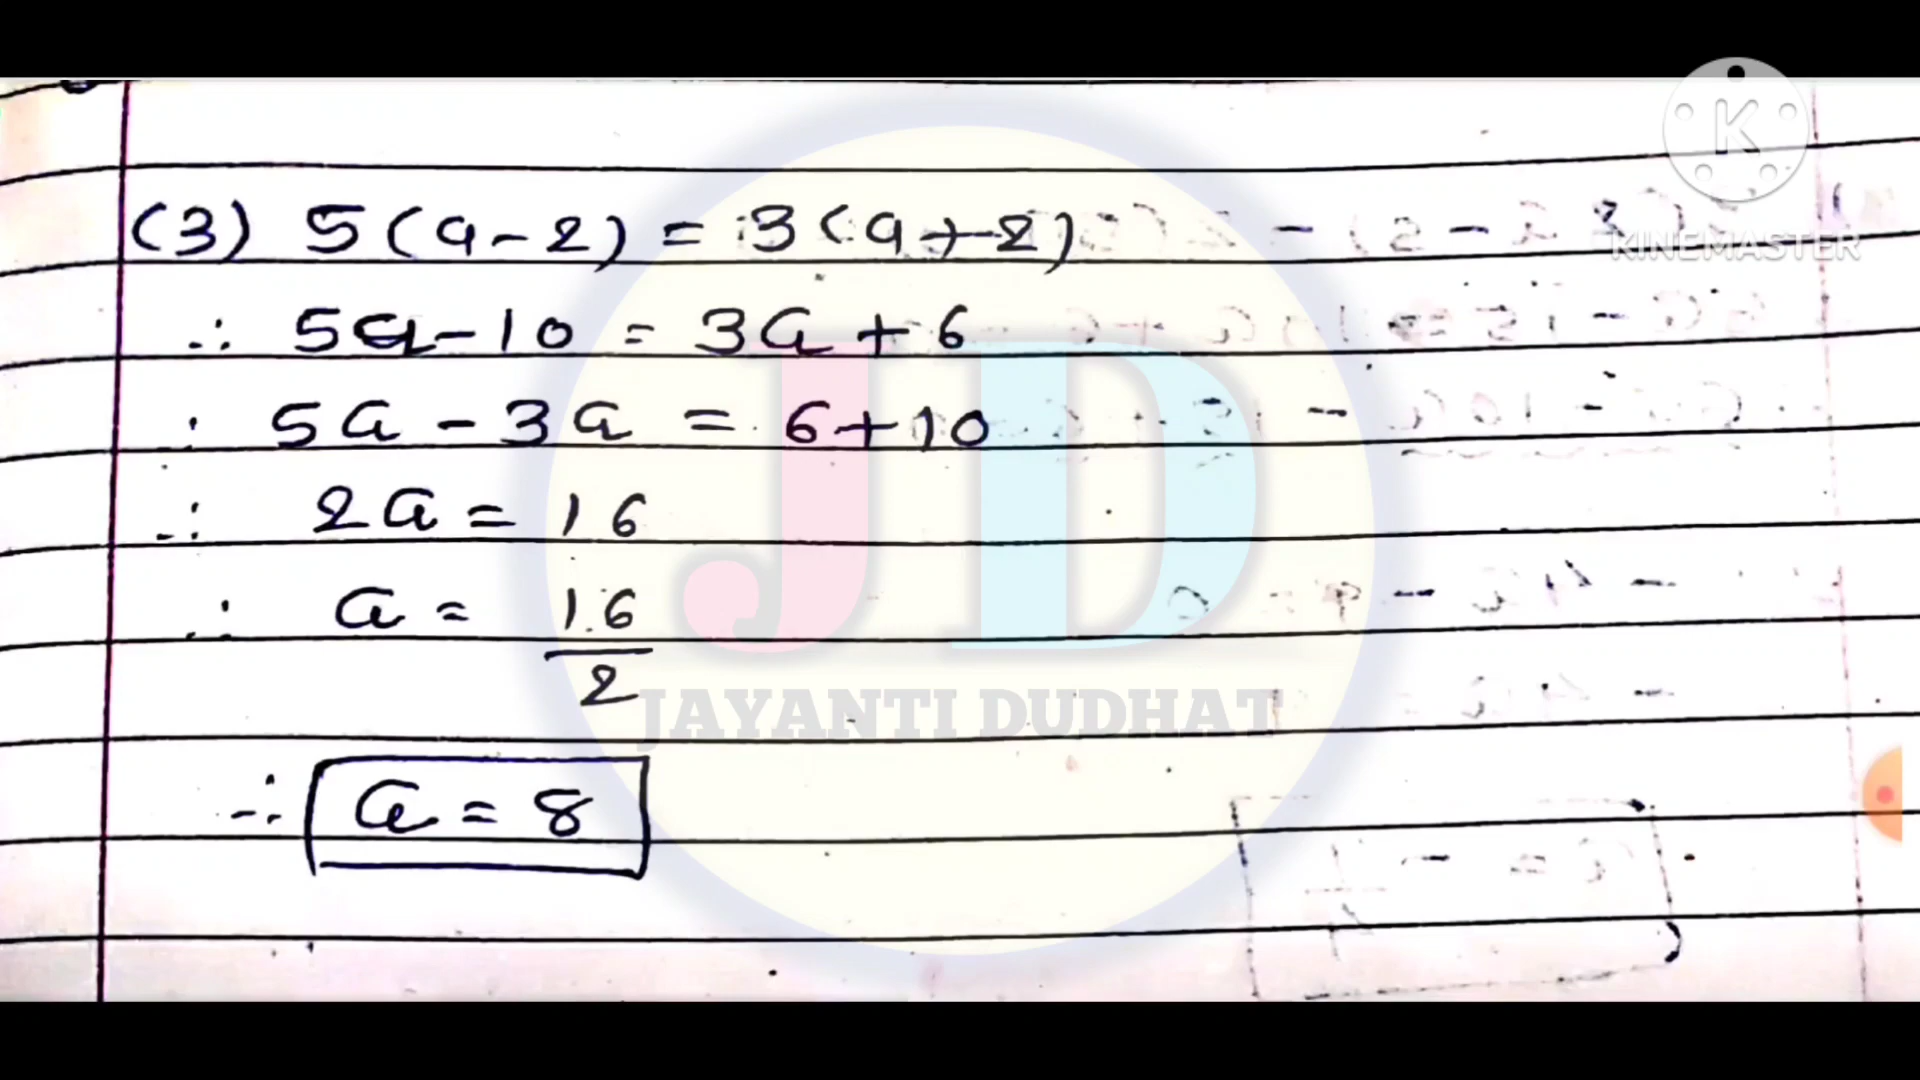 (3) 5(a-2) = 3(a+2)
∴ 5a-10 = 3a+6
∴ 5a - 3a = 6+10
∴ 2a = 16
∴ a = 16/2
∴ a = 8
JD
JAYANTI DUDHAT
K
KINEMASTER